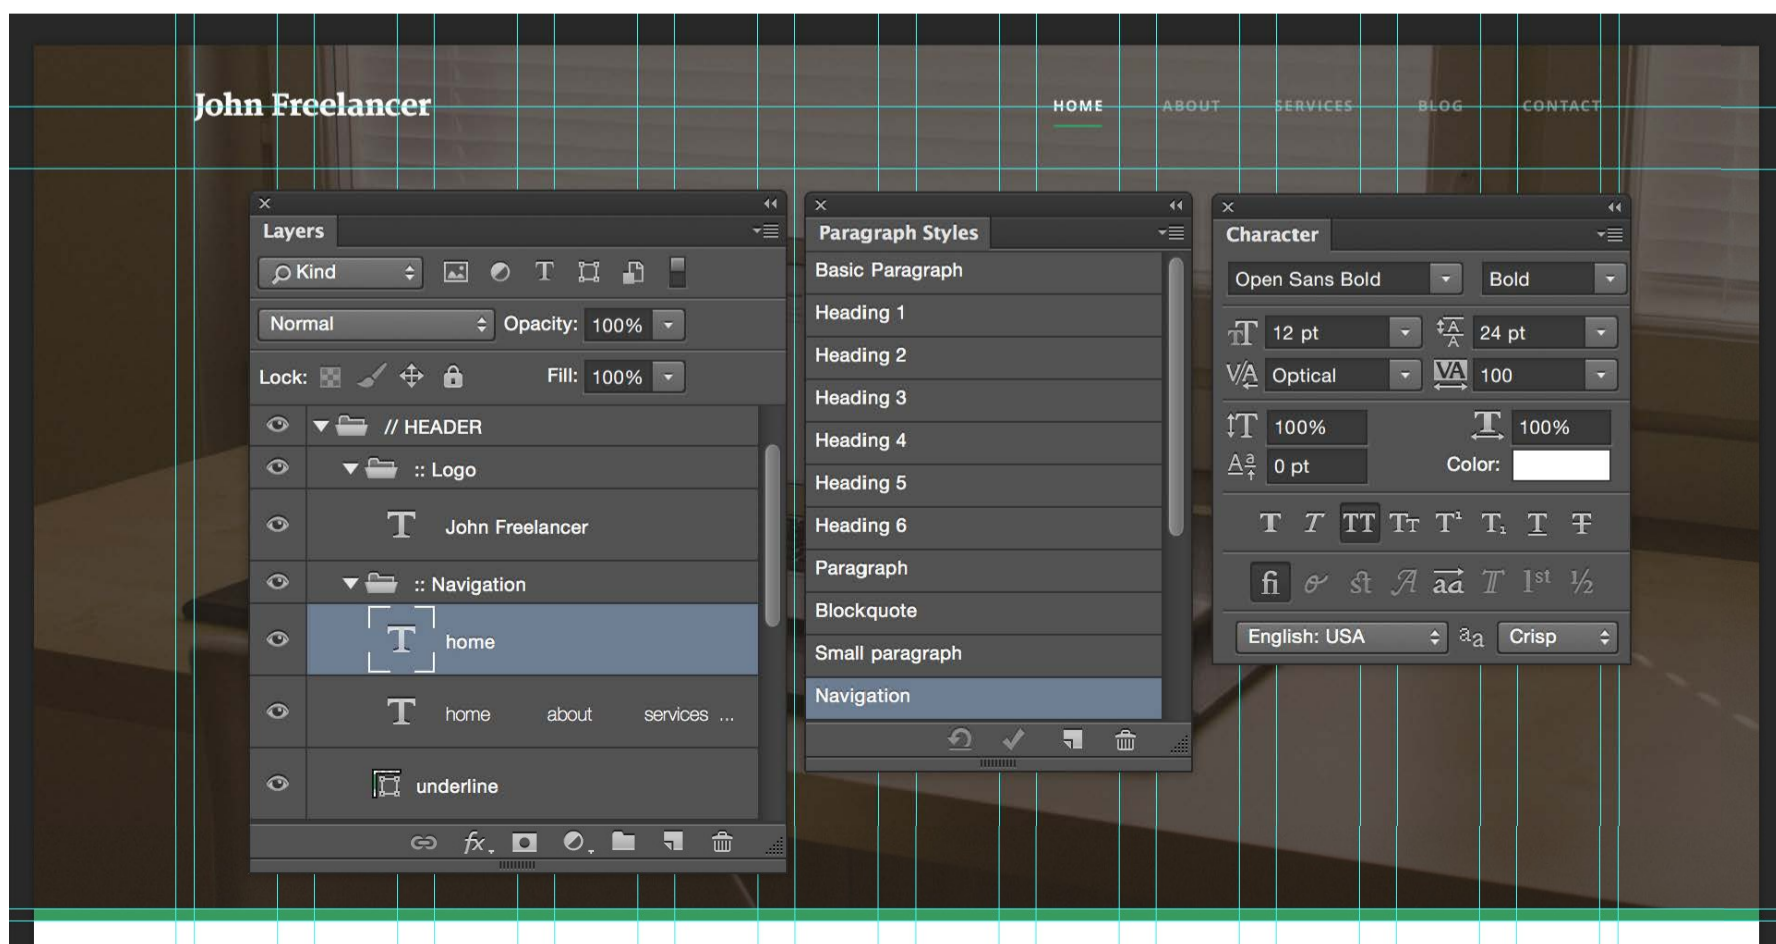 John Freelancer
HOME ABOUT SERVICES BLOG CONTACT
Layers
Kind
Normal Opacity: 100%
Lock: Fill: 100%
// HEADER
:: Logo
John Freelancer
:: Navigation
home
home about services ...
underline
fx
Paragraph Styles
Basic Paragraph
Heading 1
Heading 2
Heading 3
Heading 4
Heading 5
Heading 6
Paragraph
Blockquote
Small paragraph
Navigation
Character
Open Sans Bold Bold
12 pt 24 pt
Optical 100
100% 100%
0 pt Color:
English: USA aa Crisp